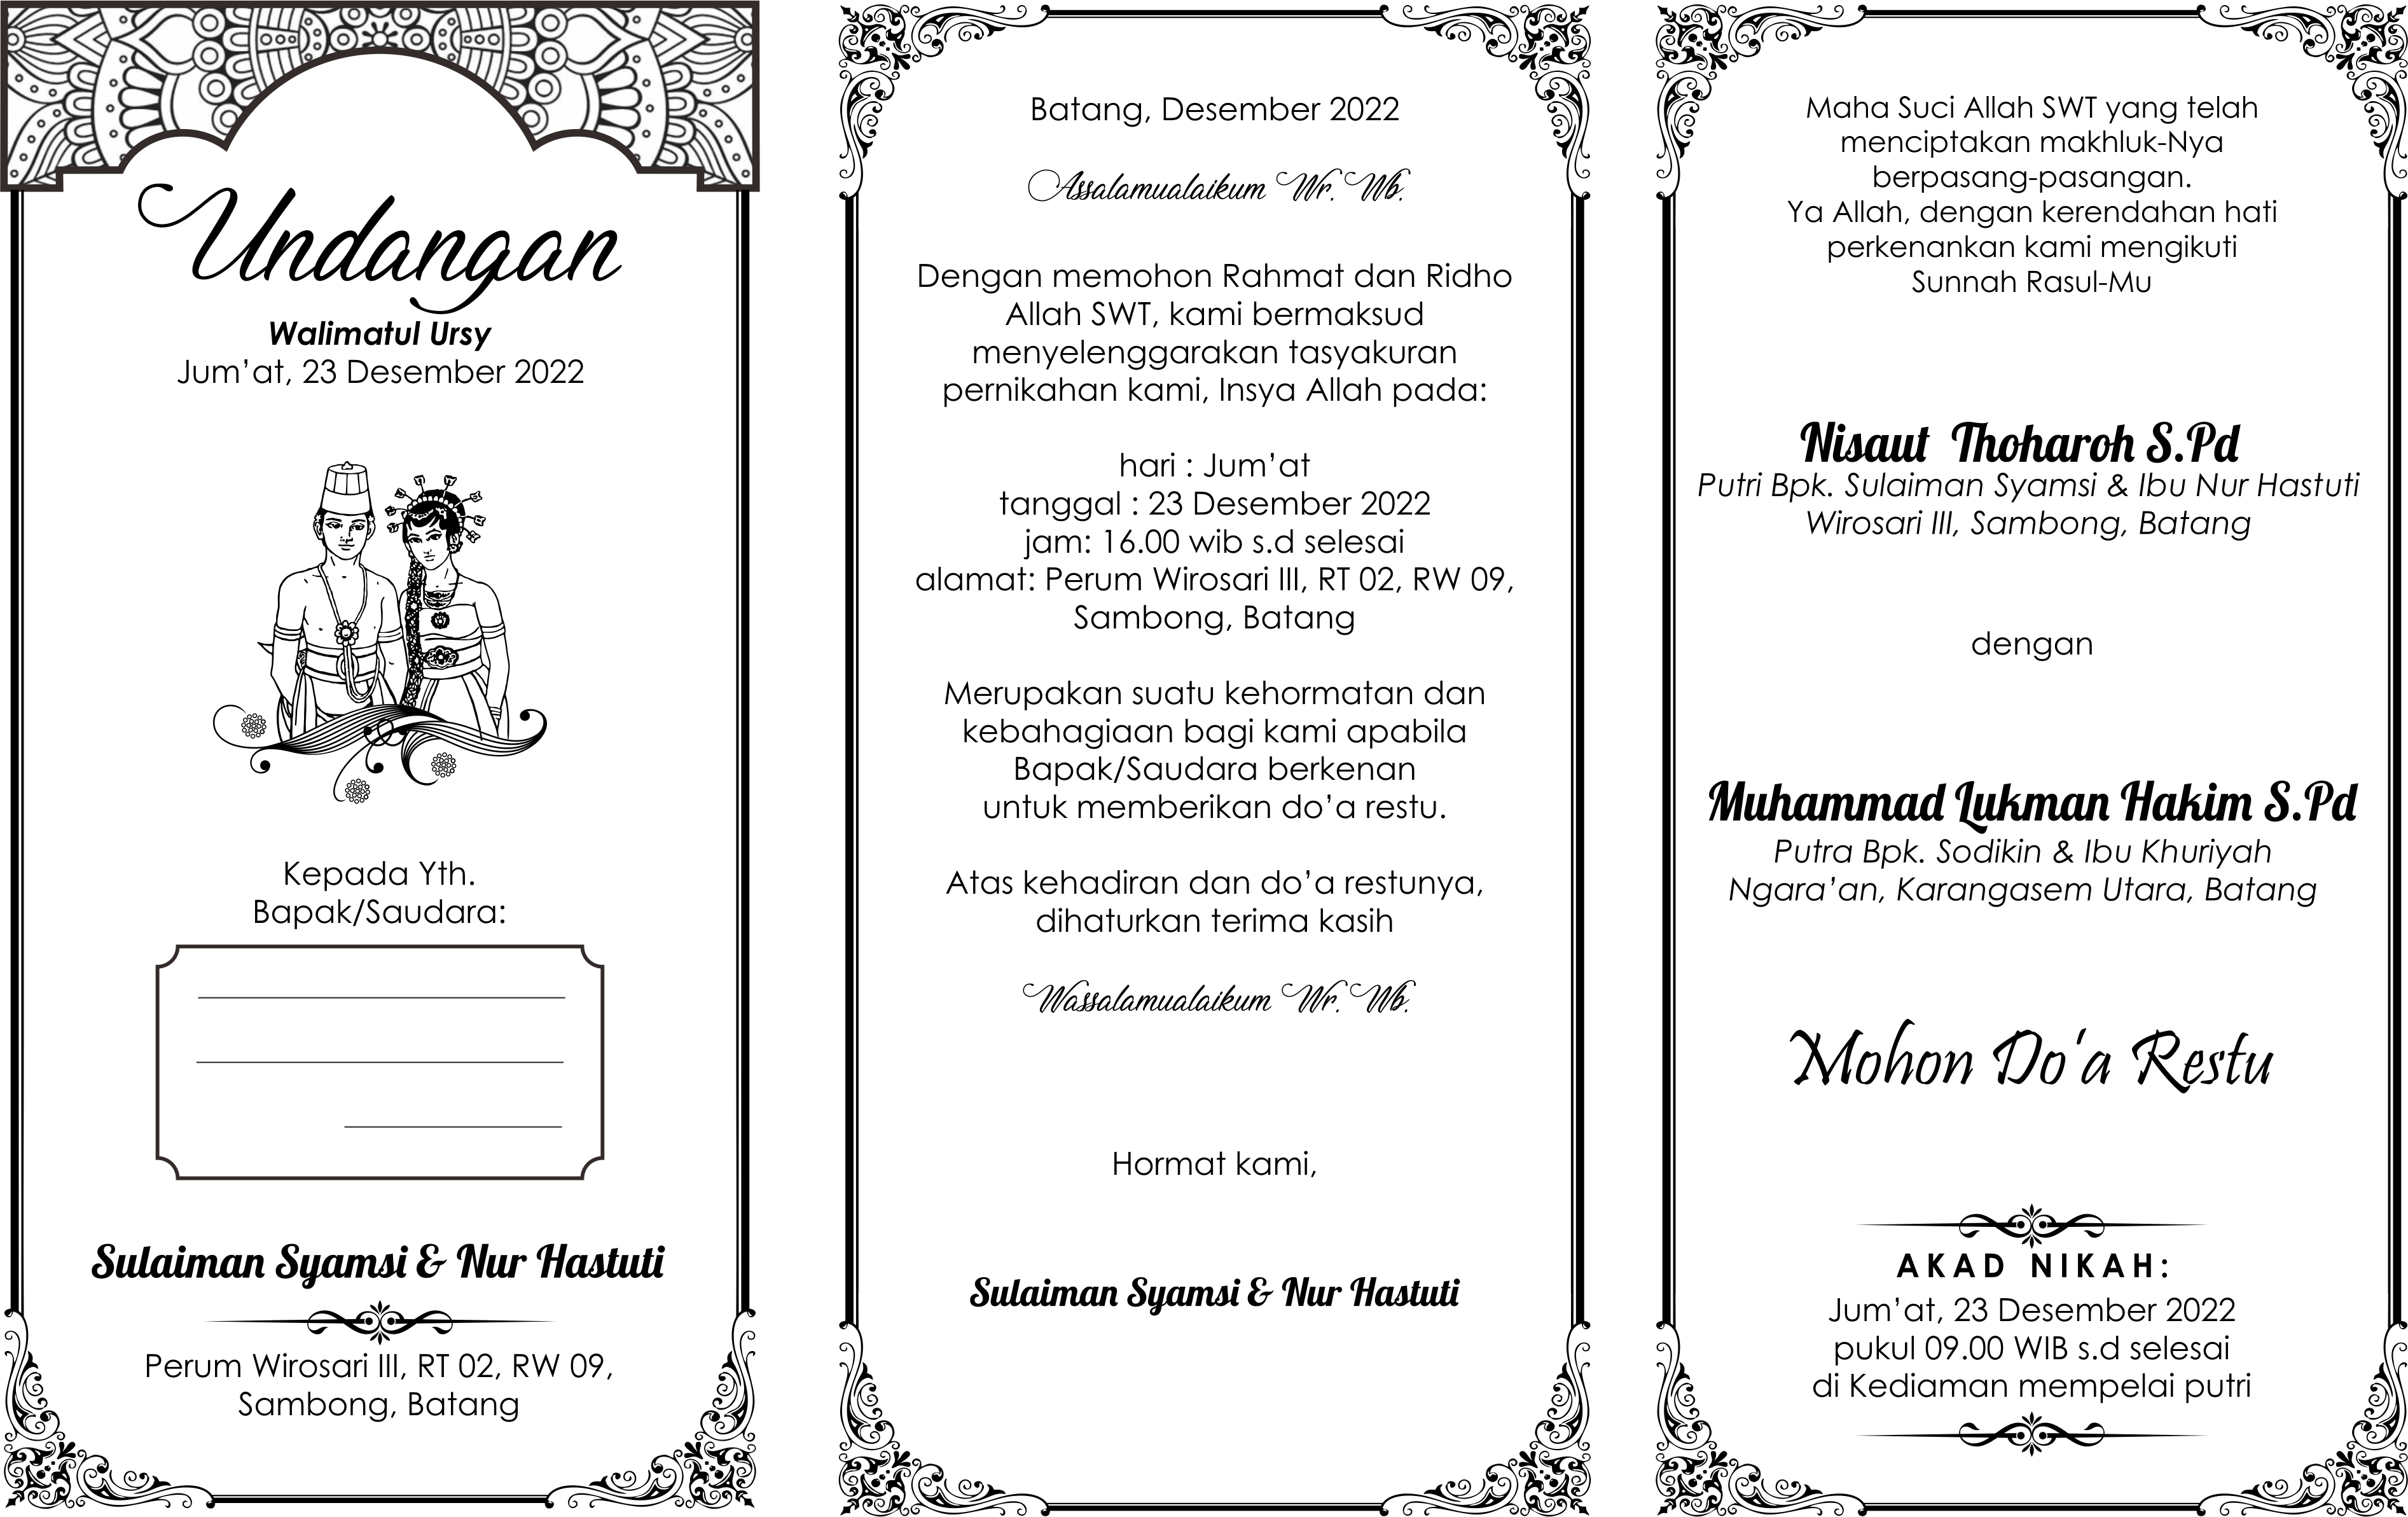 Undangan
Walimatul Ursy
Jum’at, 23 Desember 2022
Kepada Yth.
Bapak/Saudara:
Sulaiman Syamsi & Nur Hastuti
Perum Wirosari III, RT 02, RW 09,
Sambong, Batang
Batang, Desember 2022
Assalamualaikum Wr. Wb.
Dengan memohon Rahmat dan Ridho
Allah SWT, kami bermaksud
menyelenggarakan tasyakuran
pernikahan kami, Insya Allah pada:
hari : Jum’at
tanggal : 23 Desember 2022
jam: 16.00 wib s.d selesai
alamat: Perum Wirosari III, RT 02, RW 09,
Sambong, Batang
Merupakan suatu kehormatan dan
kebahagiaan bagi kami apabila
Bapak/Saudara berkenan
untuk memberikan do’a restu.
Atas kehadiran dan do’a restunya,
dihaturkan terima kasih
Wassalamualaikum Wr. Wb.
Hormat kami,
Sulaiman Syamsi & Nur Hastuti
Maha Suci Allah SWT yang telah
menciptakan makhluk-Nya
berpasang-pasangan.
Ya Allah, dengan kerendahan hati
perkenankan kami mengikuti
Sunnah Rasul-Mu
Nisaut Thoharoh S.Pd
Putri Bpk. Sulaiman Syamsi & Ibu Nur Hastuti
Wirosari III, Sambong, Batang
dengan
Muhammad Lukman Hakim S.Pd
Putra Bpk. Sodikin & Ibu Khuriyah
Ngara’an, Karangasem Utara, Batang
Mohon Do'a Restu
AKAD NIKAH:
Jum’at, 23 Desember 2022
pukul 09.00 WIB s.d selesai
di Kediaman mempelai putri